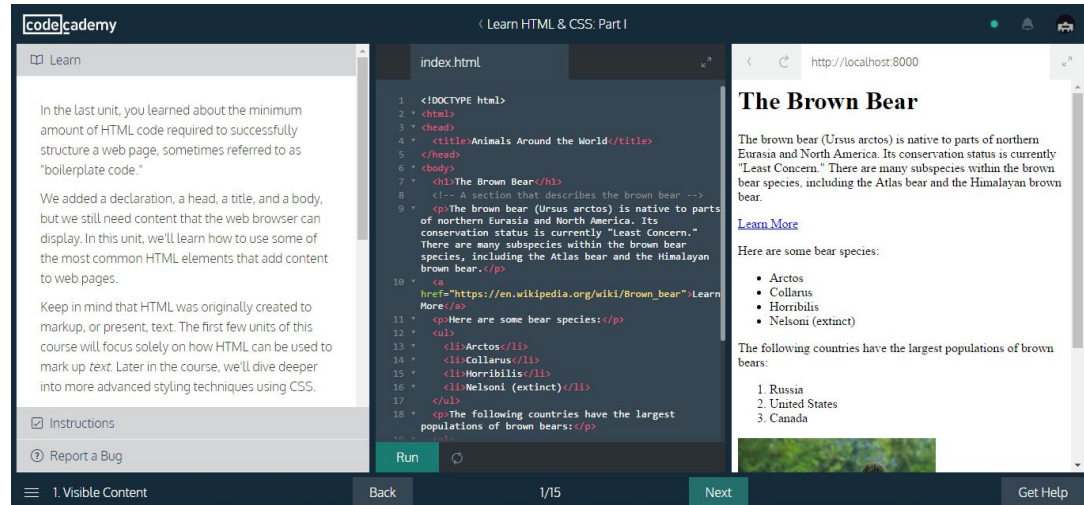 codecademy
Learn HTML & CSS: Part I
Learn
In the last unit, you learned about the minimum
amount of HTML code required to successfully
structure a web page, sometimes referred to as
"boilerplate code."
We added a declaration, a head, a title, and a body,
but we still need content that the web browser can
display. In this unit, we'll learn how to use some of
the most common HTML elements that add content
to web pages.
Keep in mind that HTML was originally created to
markup, or present, text. The first few units of this
course will focus solely on how HTML can be used to
mark up text. Later in the course, we'll dive deeper
into more advanced styling techniques using CSS.
Instructions
Report a Bug
index.html
1 <!DOCTYPE html>
2 <html>
3 <head>
4 <title>Animals Around the World</title>
5 </head>
6 <body>
7 <h1>The Brown Bear</h1>
8 <!-- A section that describes the brown bear -->
9 <p>The brown bear (Ursus arctos) is native to parts
of northern Eurasia and North America. Its
conservation status is currently "Least Concern."
There are many subspecies within the brown bear
species, including the Atlas bear and the Himalayan
brown bear.</p>
10 <a
href="https://en.wikipedia.org/wiki/Brown_bear">Learn
More</a>
11 <p>Here are some bear species:</p>
12 <ul>
13 <li>Arctos</li>
14 <li>Collarus</li>
15 <li>Horribilis</li>
16 <li>Nelsoni (extinct)</li>
17 </ul>
18 <p>The following countries have the largest
populations of brown bears:</p>
19 <ol>
Run
http://localhost:8000
The Brown Bear
The brown bear (Ursus arctos) is native to parts of northern
Eurasia and North America. Its conservation status is currently
"Least Concern." There are many subspecies within the brown
bear species, including the Atlas bear and the Himalayan brown
bear.
Learn More
Here are some bear species:
Arctos
Collarus
Horribilis
Nelsoni (extinct)
The following countries have the largest populations of brown
bears:
1. Russia
2. United States
3. Canada
1. Visible Content
Back
1/15
Next
Get Help